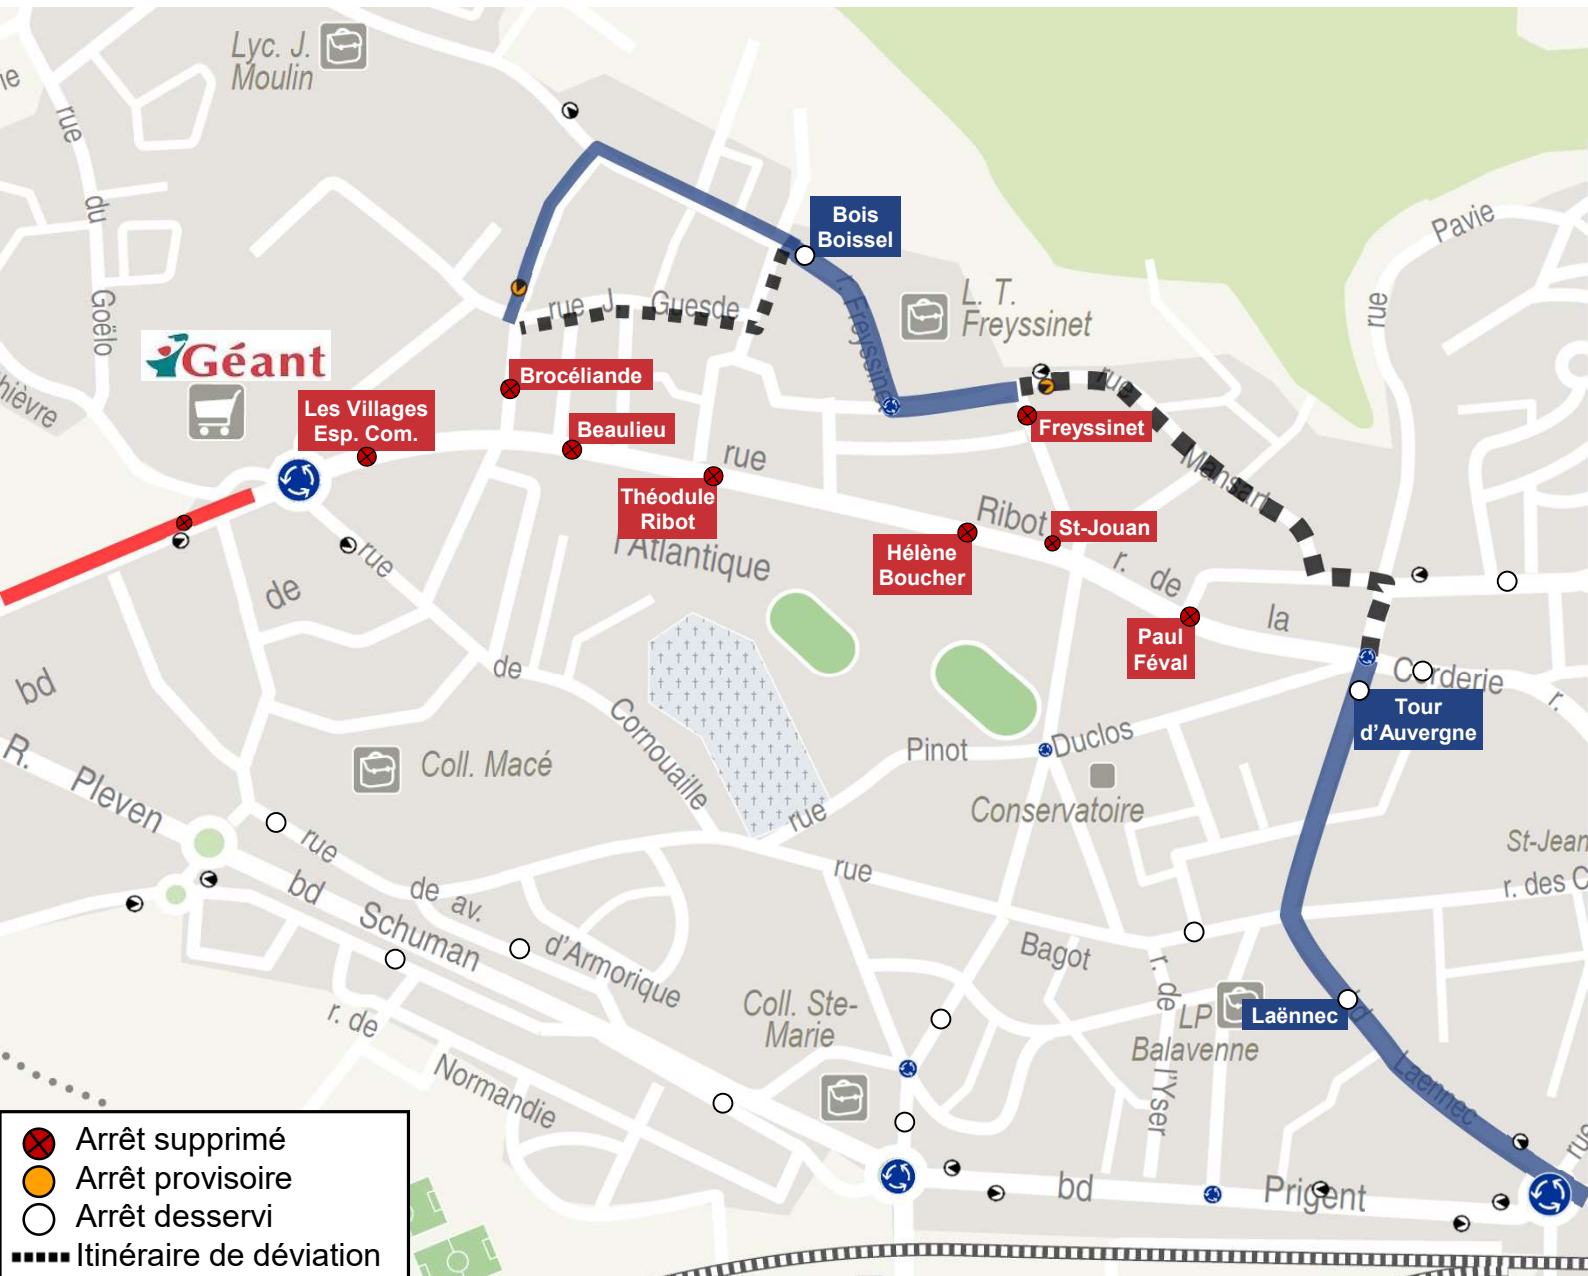 Lyc. J.
Moulin
rue
du
Goëlo
Géant
Les Villages
Esp. Com.
Brocéliande
Beaulieu
Théodule
Ribot
Bois
Boissel
r. Freyssinet
rue J. Guesde
L. T.
Freyssinet
Freyssinet
rue
Mansart
Pavie
rue
rue
Ribot
St-Jouan
Hélène
Boucher
r. de
la
Corderie
r.
Paul
Féval
Tour
d'Auvergne
l'Atlantique
de
bd
rue
de
Cornouaille
R. Pleven
Coll. Macé
Pinot
Duclos
rue
Conservatoire
St-Jean
r. des C
rue
de av.
d'Armorique
bd
Schuman
rue
Bagot
r. de
l'Yser
LP
Balavenne
Laënnec
bd
Laennec
rus
Coll. Ste-
Marie
r. de
Normandie
bd
Prigent
Arrêt supprimé
Arrêt provisoire
Arrêt desservi
Itinéraire de déviation